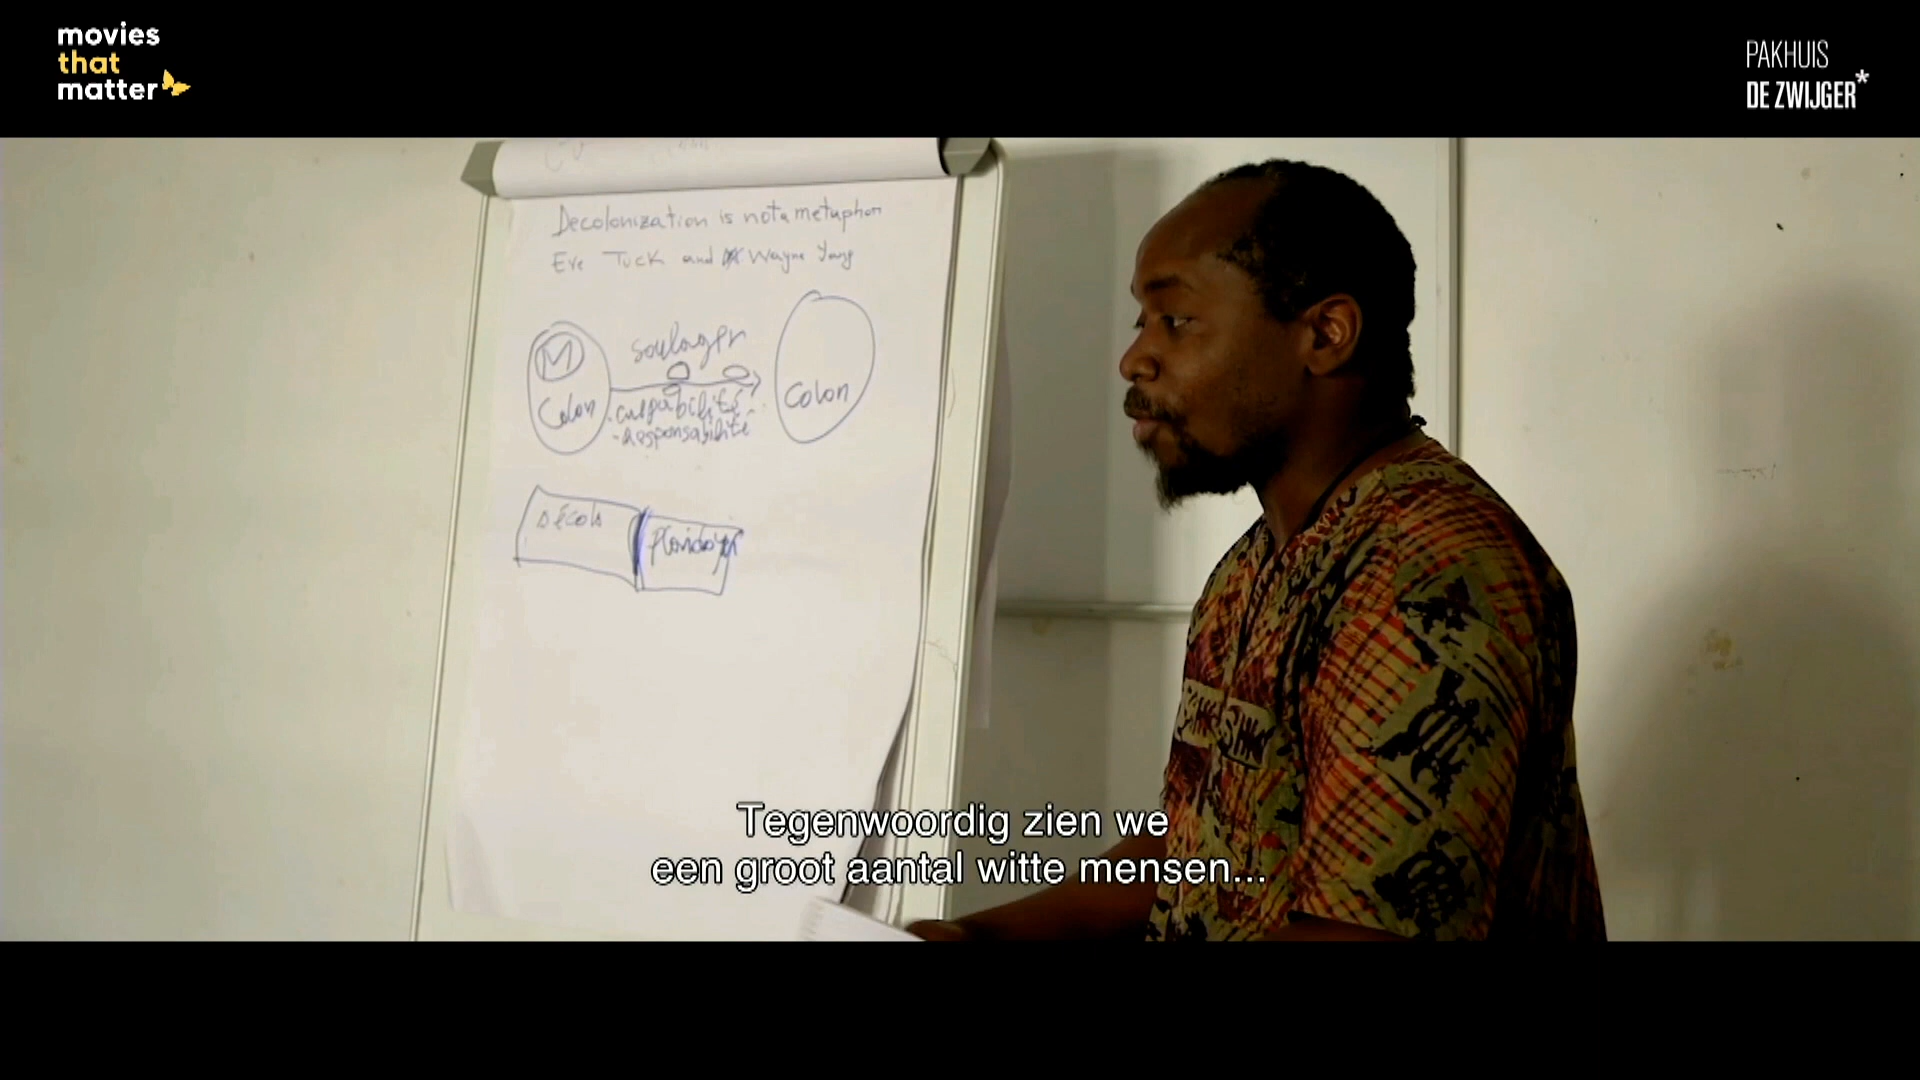 movies
that
matter
PAKHUIS
DE ZWIJGER*
Decolonization is not a metaphor
Eve Tuck and Wayne Yang
M
Colon
soulager
- culpabilité
- Responsabilité
Colon
Décolo
Plaidoyer
Tegenwoordig zien we
een groot aantal witte mensen...